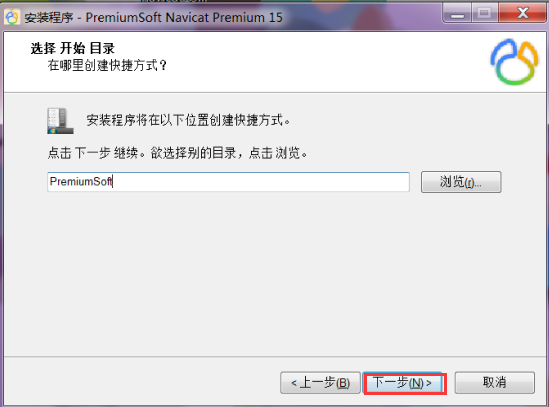 安装程序 - PremiumSoft Navicat Premium 15
选择 开始 目录
在哪里创建快捷方式？
安装程序将在以下位置创建快捷方式。
点击 下一步 继续。欲选择别的目录，点击 浏览。
PremiumSoft
浏览(r)...
< 上一步(B)
下一步(N) >
取消